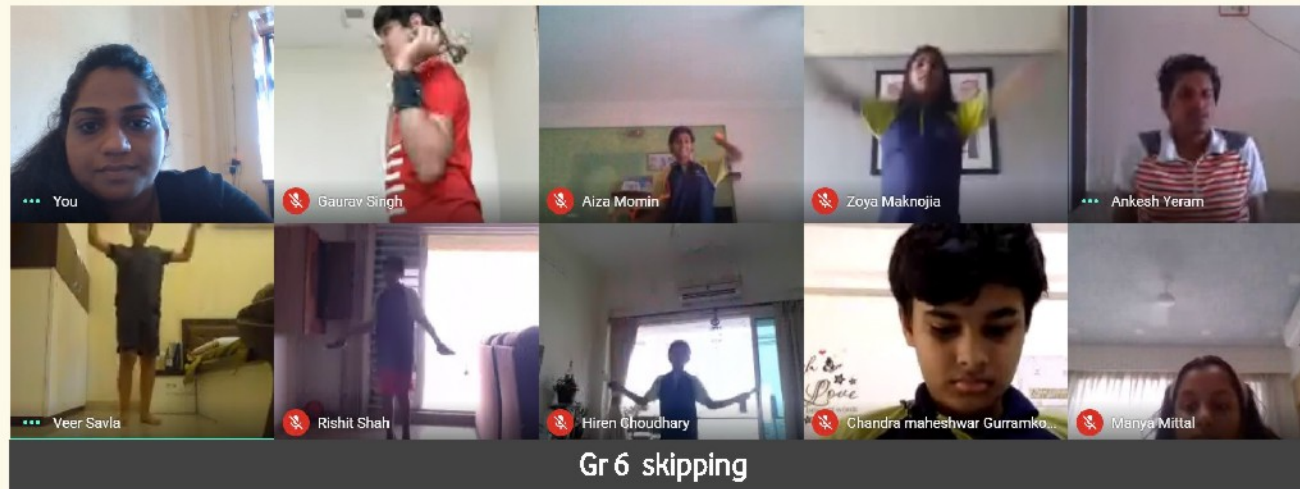 You
Gaurav Singh
Aiza Momin
Zoya Maknojia
Ankesh Yeram
Veer Savla
Rishit Shah
Hiren Choudhary
Chandra maheshwar Gurramko...
Manya Mittal
Love
Gr 6 skipping